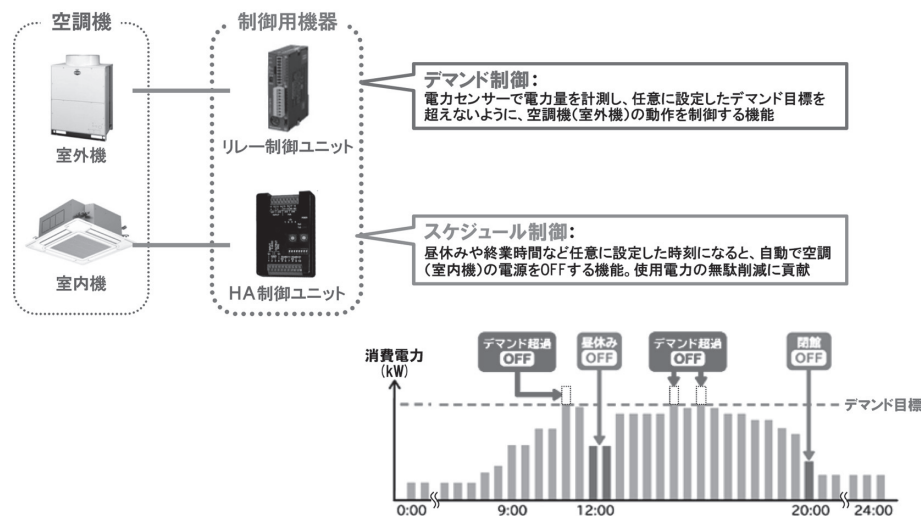 空調機
制御用機器
室外機
リレー制御ユニット
室内機
HA制御ユニット
デマンド制御：
電力センサーで電力量を計測し、任意に設定したデマンド目標を
超えないように、空調機（室外機）の動作を制御する機能
スケジュール制御：
昼休みや終業時間など任意に設定した時刻になると、自動で空調
（室内機）の電源をOFFする機能。使用電力の無駄削減に貢献
消費電力
(kW)
デマンド超過
OFF
昼休み
OFF
デマンド超過
OFF
閉館
OFF
デマンド目標
0:00
9:00
12:00
20:00
24:00